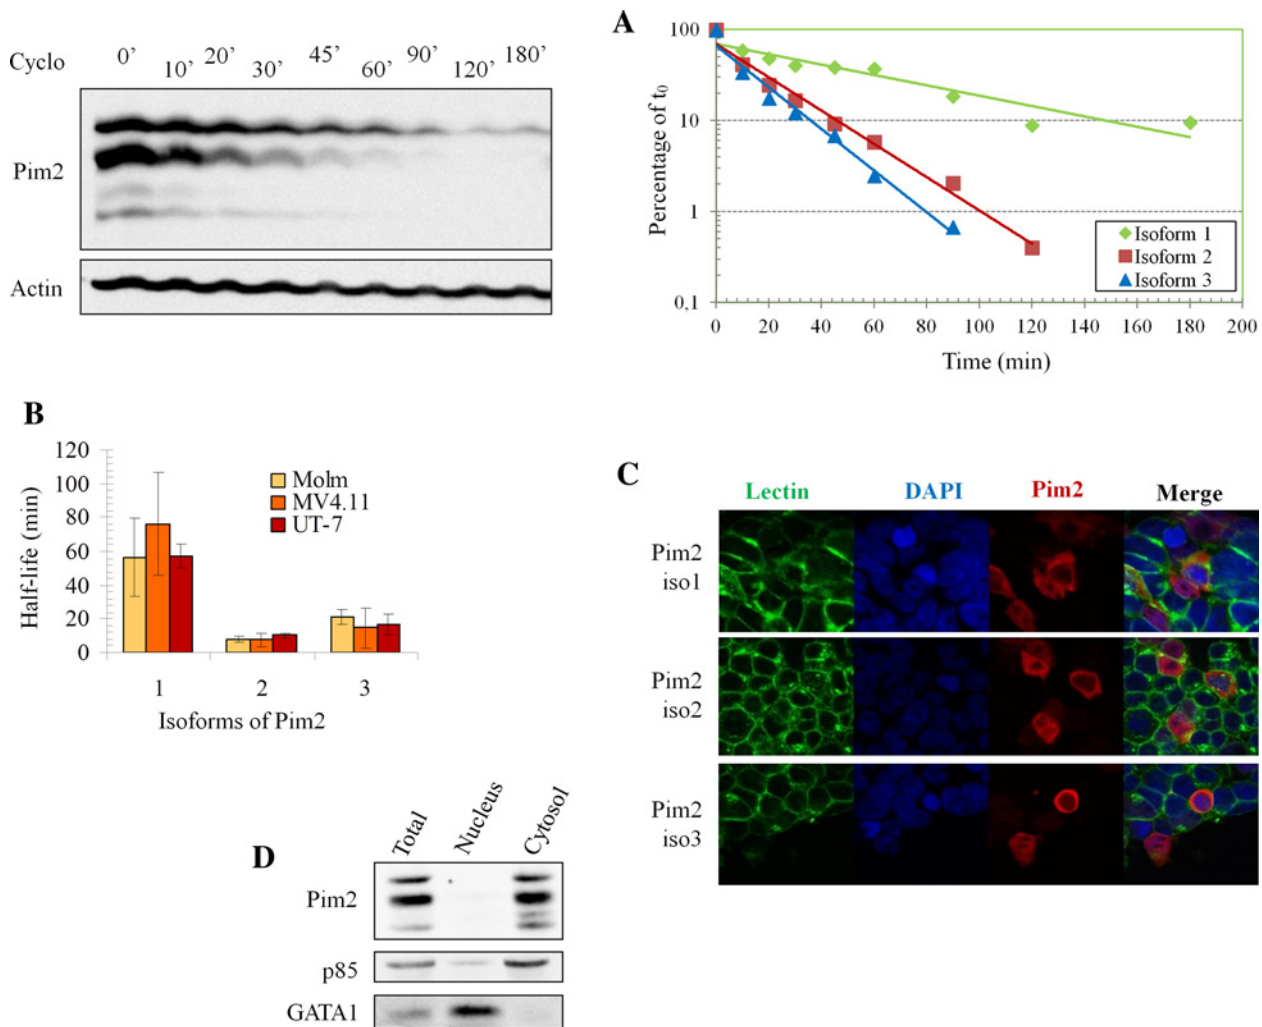 Cyclo 0’ 10’ 20’ 30’ 45’ 60’ 90’ 120’ 180’
Pim2
Actin
A
Percentage of t0
100
10
1
0,1
0 20 40 60 80 100 120 140 160 180 200
Time (min)
Isoform 1
Isoform 2
Isoform 3
B
Half-life (min)
120
100
80
60
40
20
0
Molm
MV4.11
UT-7
1 2 3
Isoforms of Pim2
C
Lectin DAPI Pim2 Merge
Pim2
iso1
Pim2
iso2
Pim2
iso3
D
Total Nucleus Cytosol
Pim2
p85
GATA1